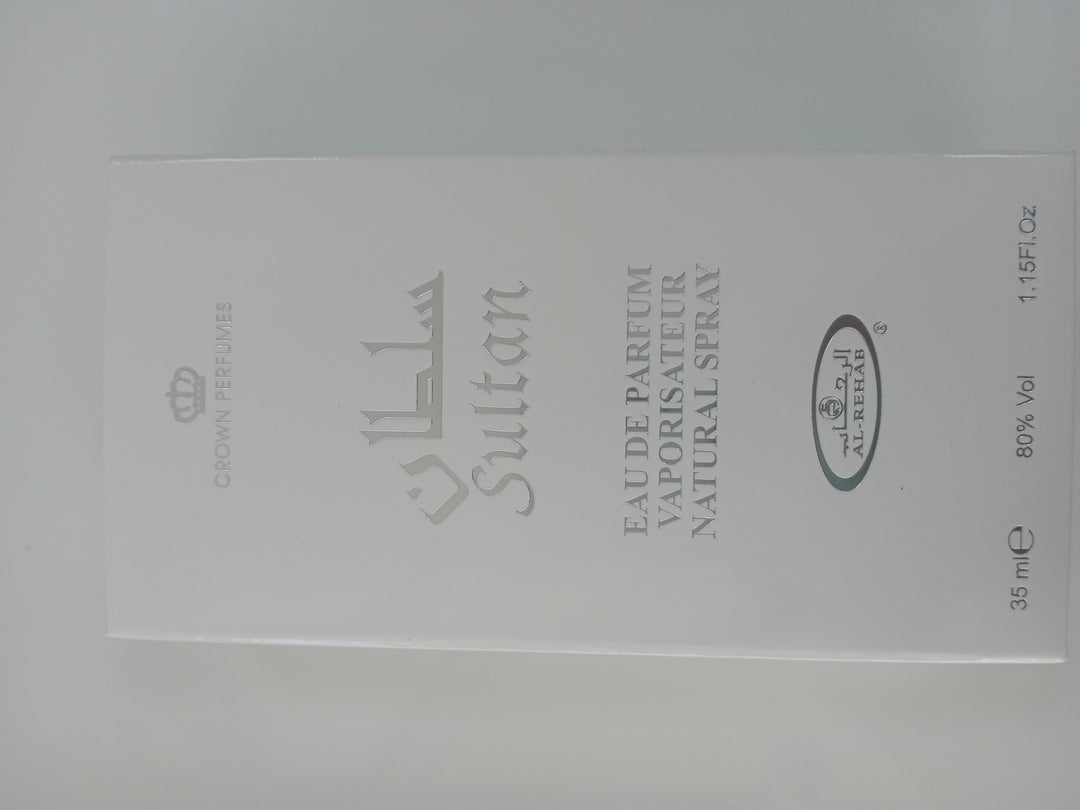 CROWN PERFUMES
سلطان
Sultan
EAU DE PARFUM
VAPORISATEUR
NATURAL SPRAY
الرحاب
AL-REHAB
®
35 ml℮ 80% Vol 1.15Fl.Oz